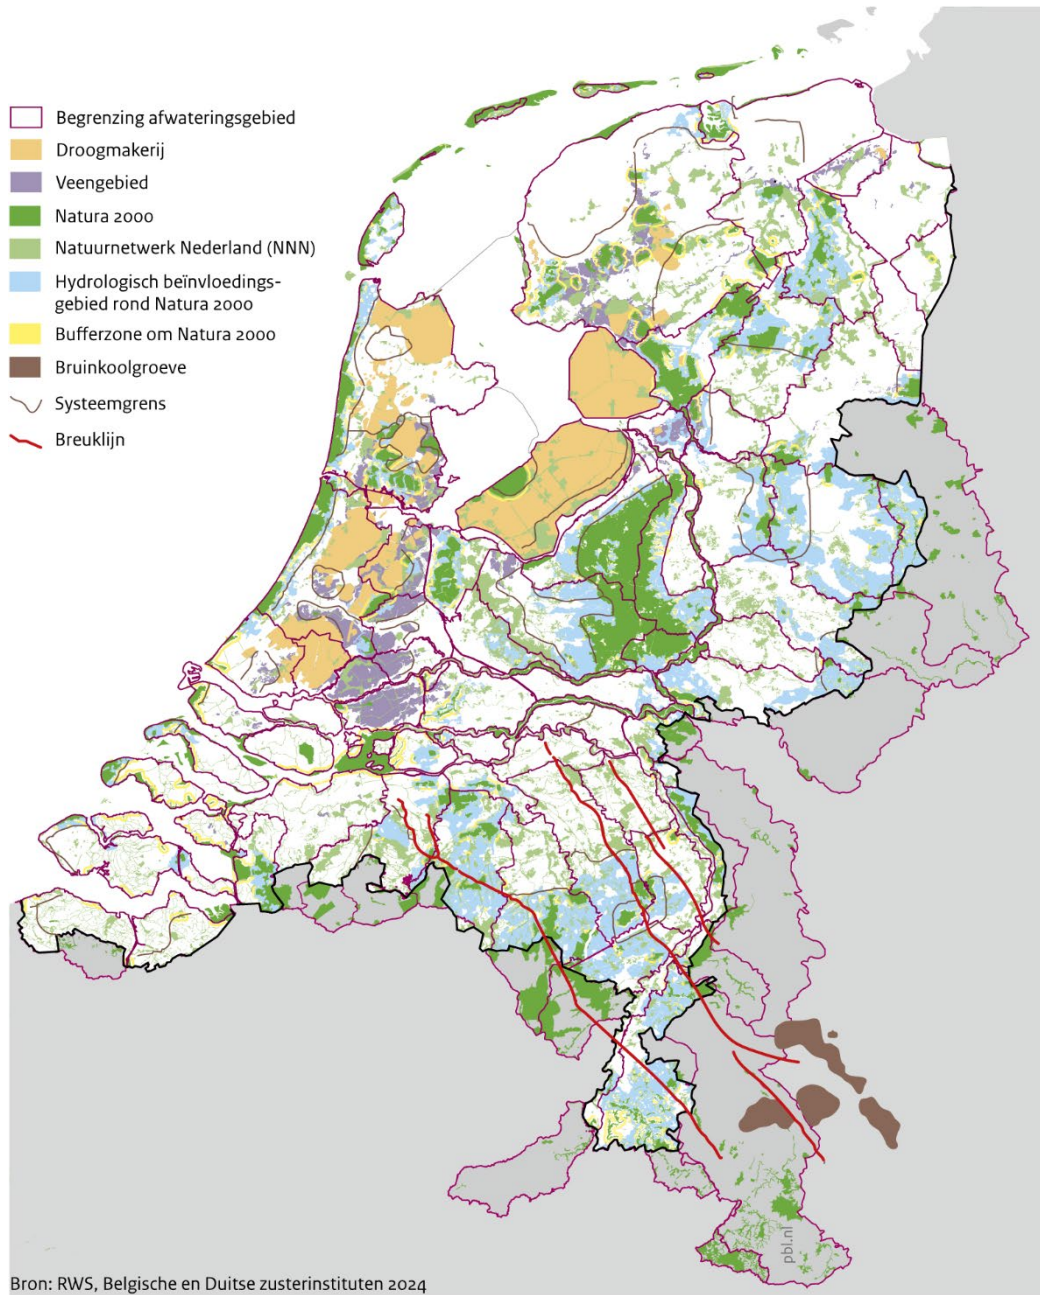 Begrenzing afwateringsgebied
Droogmakerij
Veengebied
Natura 2000
Natuurnetwerk Nederland (NNN)
Hydrologisch beïnvloedings-
gebied rond Natura 2000
Bufferzone om Natura 2000
Bruinkoolgroeve
Systeemgrens
Breuklijn
pbl.nl
Bron: RWS, Belgische en Duitse zusterinstituten 2024